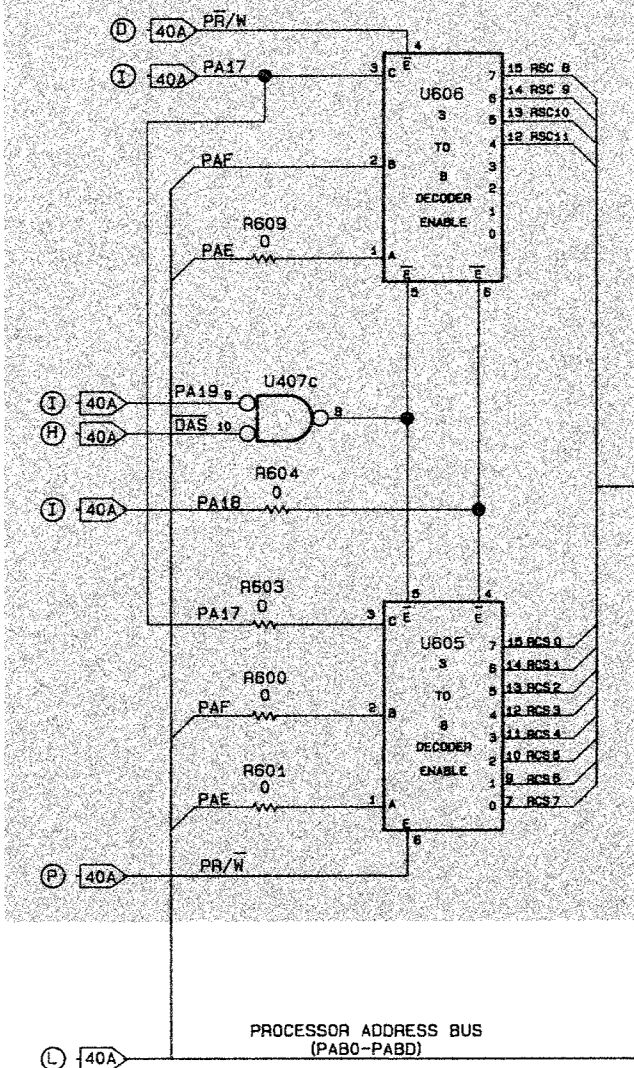 D 40A PR̅/W
I 40A PA17
4
E̅
3 C
U606
3
TO
8
DECODER
ENABLE
7 15 RSC 8
6 14 RSC 9
5 13 RSC10
4 12 RSC11
3
2
1
0
PAF 2 B
R609
0
PAE 1 A
E̅ E̅
5 6
U407c
I 40A PA19 9
H 40A D̅A̅S̅ 10
8
R604
0
I 40A PA18
R603
0
PA17 3 C
5 4
E̅ E̅
U605
3
TO
8
DECODER
ENABLE
7 15 RCS 0
6 14 RCS 1
5 13 RCS 2
4 12 RCS 3
3 11 RCS 4
2 10 RCS 5
1 9 RCS 6
0 7 RCS 7
R600
0
PAF 2 B
R601
0
PAE 1 A
E
6
P 40A PR/W̅
PROCESSOR ADDRESS BUS
(PAB0-PABD)
L 40A